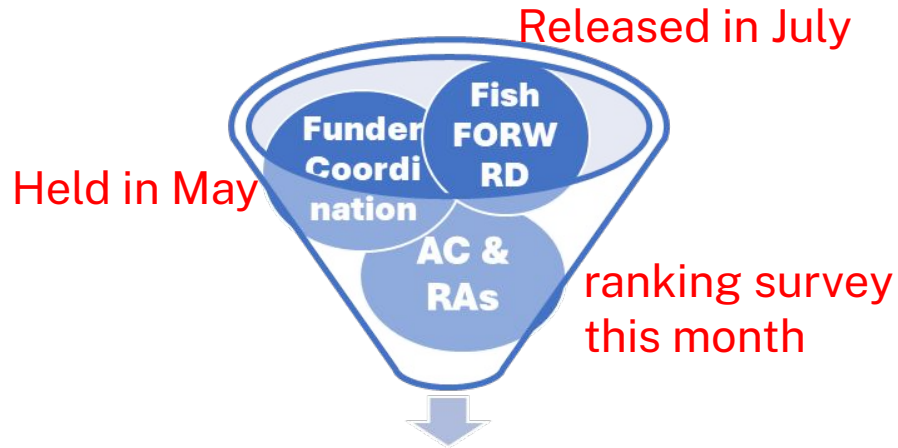 Released in July
Fish
FORW
RD
Funder
Coordi
nation
Held in May
AC &
RAs
ranking survey
this month